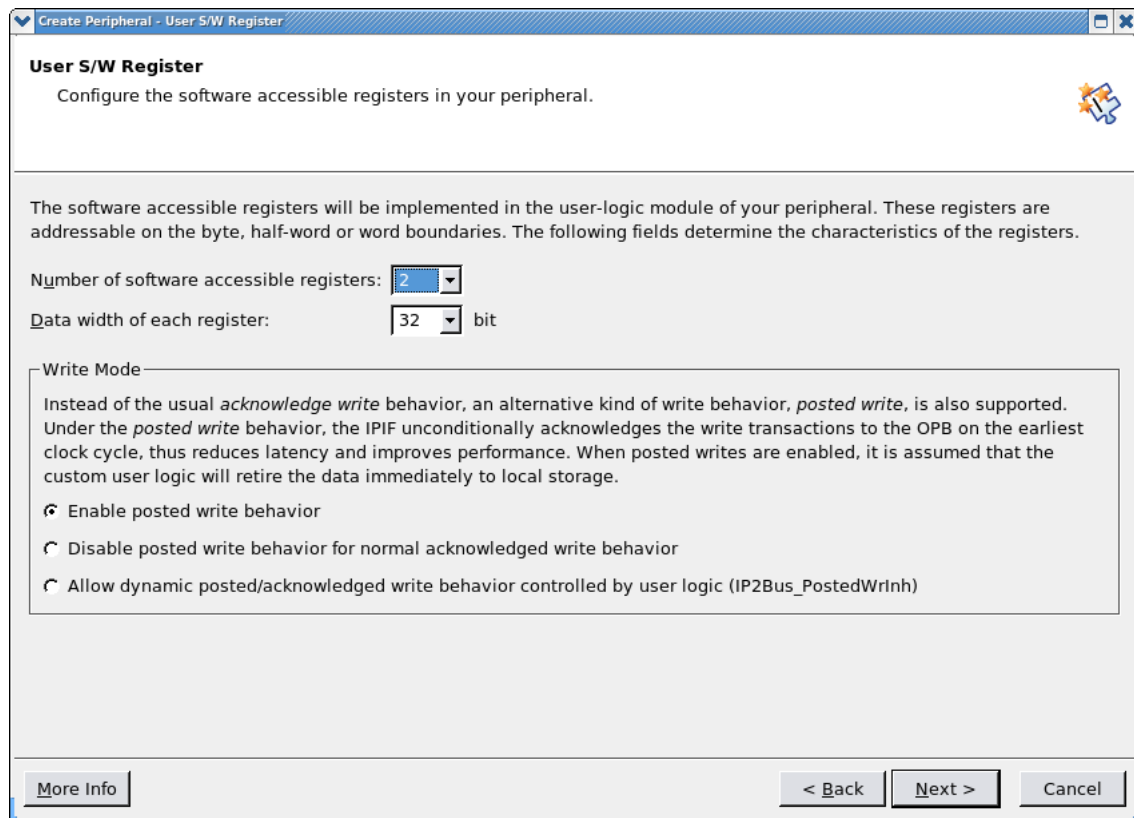 Create Peripheral - User S/W Register
User S/W Register
Configure the software accessible registers in your peripheral.
The software accessible registers will be implemented in the user-logic module of your peripheral. These registers are
addressable on the byte, half-word or word boundaries. The following fields determine the characteristics of the registers.
Number of software accessible registers: 2
Data width of each register: 32 bit
Write Mode
Instead of the usual acknowledge write behavior, an alternative kind of write behavior, posted write, is also supported.
Under the posted write behavior, the IPIF unconditionally acknowledges the write transactions to the OPB on the earliest
clock cycle, thus reduces latency and improves performance. When posted writes are enabled, it is assumed that the
custom user logic will retire the data immediately to local storage.
Enable posted write behavior
Disable posted write behavior for normal acknowledged write behavior
Allow dynamic posted/acknowledged write behavior controlled by user logic (IP2Bus_PostedWrInh)
More Info < Back Next > Cancel